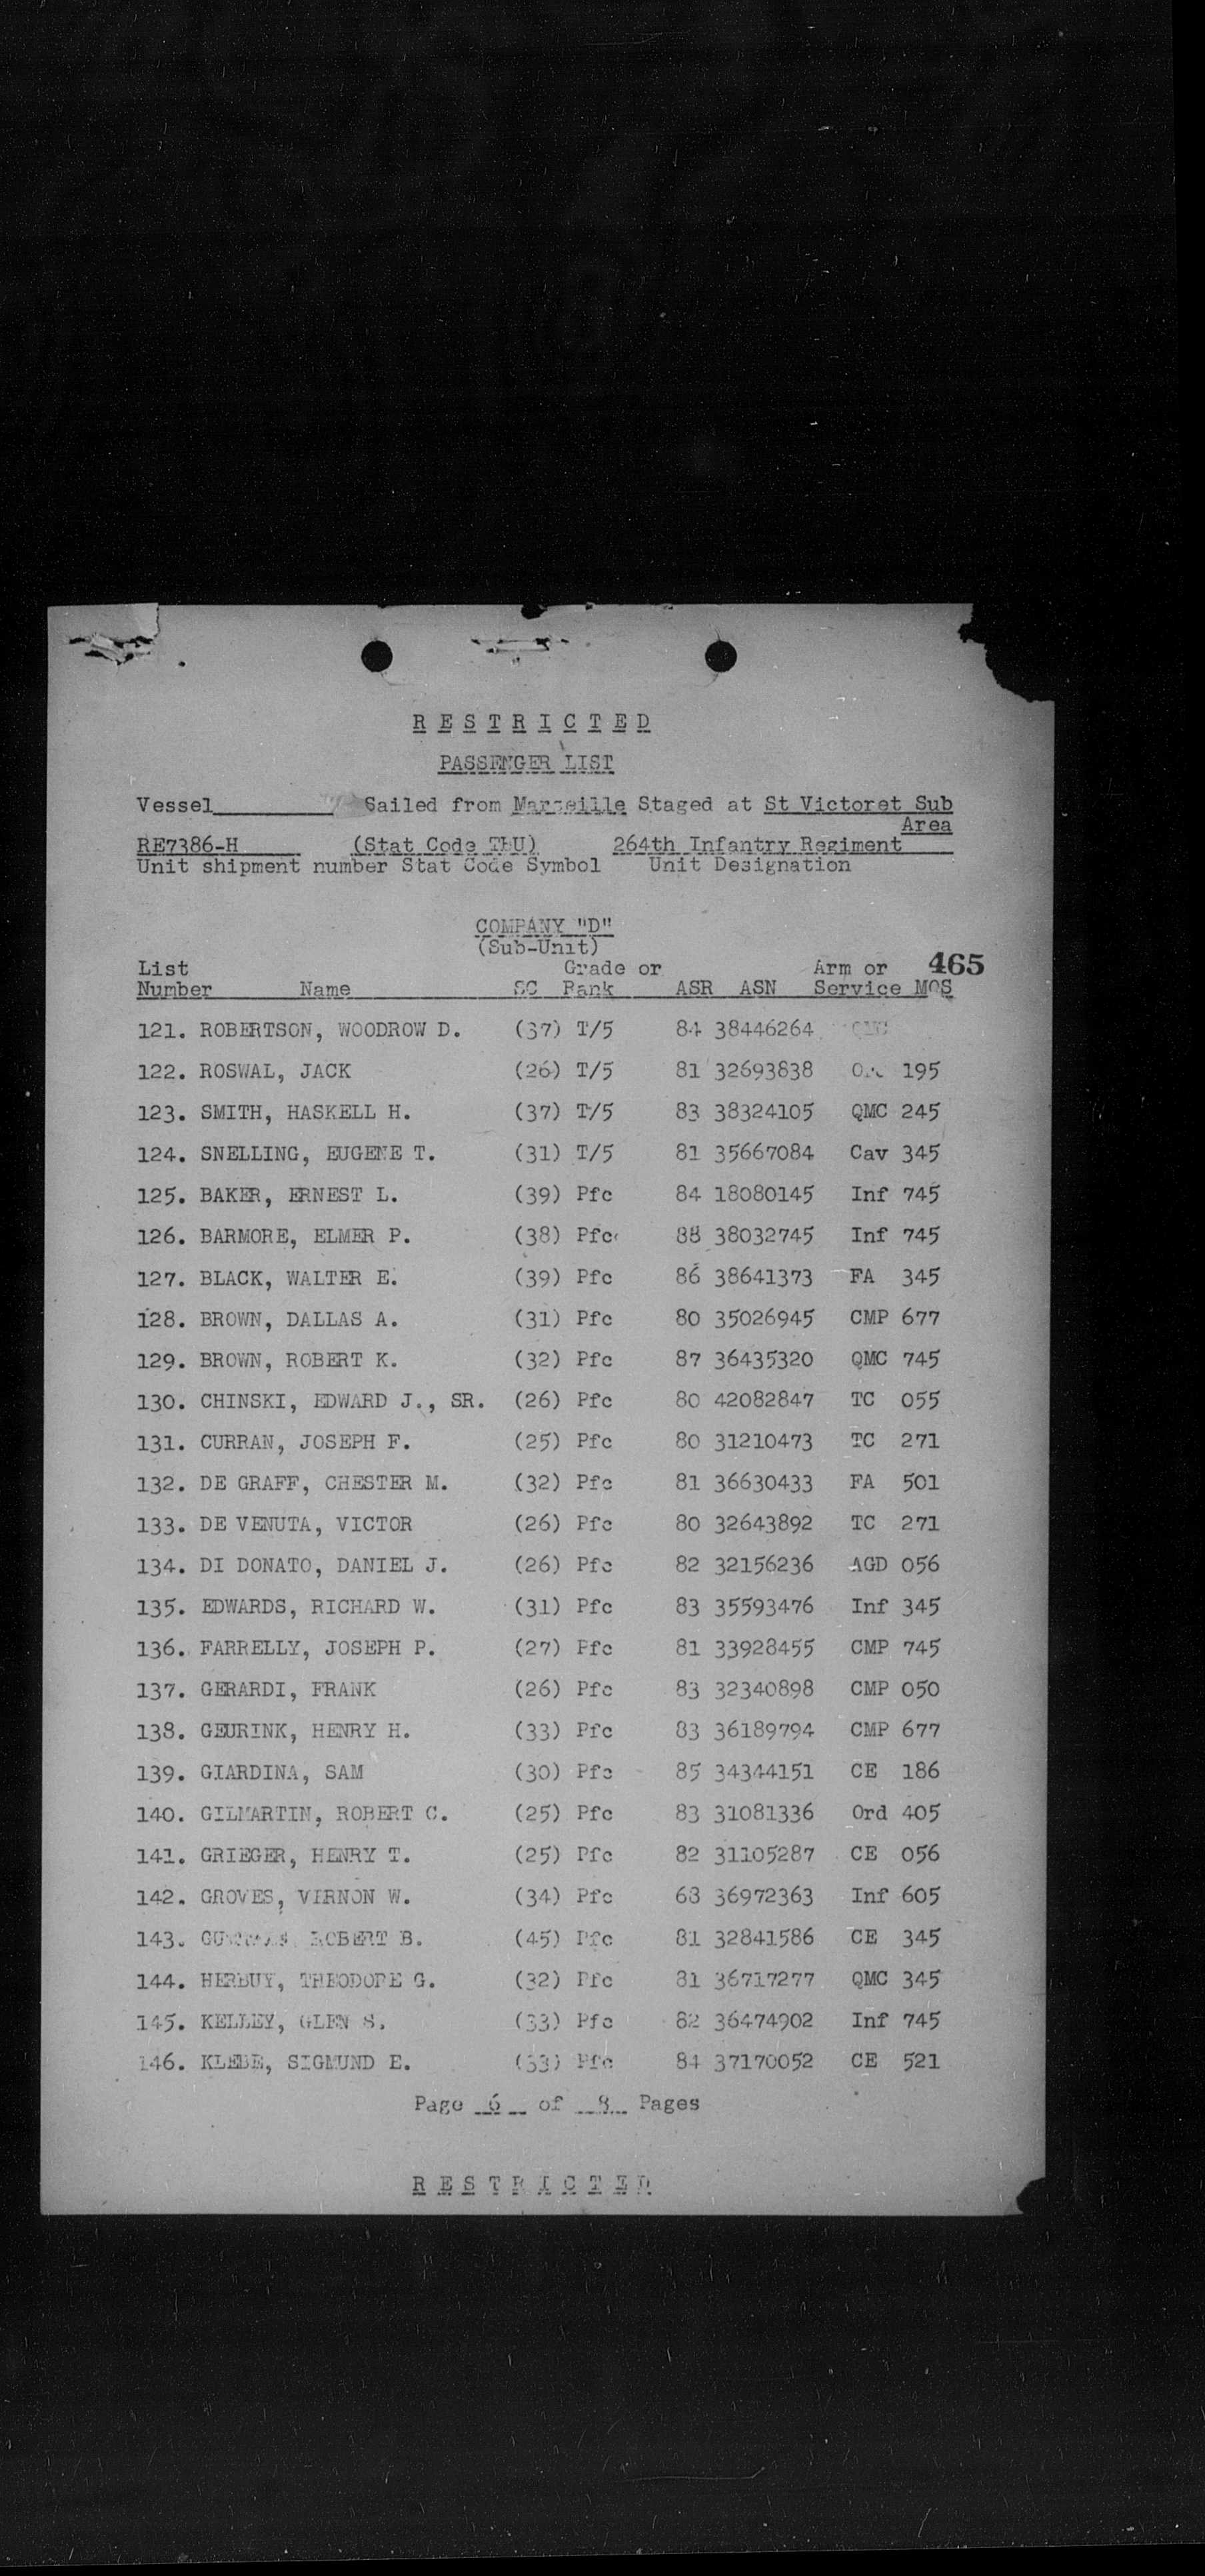 RESTRICTED
PASSENGER LIST
Vessel Sailed from Marseille Staged at St Victoret Sub
Area
RE7386-H (Stat Code THU) 264th Infantry Regiment
Unit shipment number Stat Code Symbol Unit Designation
COMPANY "D"
(Sub-Unit)
List Grade or Arm or 465
Number Name SC Rank ASR ASN Service MOS
121. ROBERTSON, WOODROW D. (37) T/5 84 38446264
122. ROSWAL, JACK (26) T/5 81 32693838 195
123. SMITH, HASKELL H. (37) T/5 83 38324105 QMC 245
124. SNELLING, EUGENE T. (31) T/5 81 35667084 Cav 345
125. BAKER, ERNEST L. (39) Pfc 84 18080145 Inf 745
126. BARMORE, ELMER P. (38) Pfc 88 38032745 Inf 745
127. BLACK, WALTER E. (39) Pfc 86 38641373 FA 345
128. BROWN, DALLAS A. (31) Pfc 80 35026945 CMP 677
129. BROWN, ROBERT K. (32) Pfc 87 36435320 QMC 745
130. CHINSKI, EDWARD J., SR. (26) Pfc 80 42082847 TC 055
131. CURRAN, JOSEPH F. (25) Pfc 80 31210473 TC 271
132. DE GRAFF, CHESTER M. (32) Pfc 81 36630433 FA 501
133. DE VENUTA, VICTOR (26) Pfc 80 32643892 TC 271
134. DI DONATO, DANIEL J. (26) Pfc 82 32156236 AGD 056
135. EDWARDS, RICHARD W. (31) Pfc 83 35593476 Inf 345
136. FARRELLY, JOSEPH P. (27) Pfc 81 33928455 CMP 745
137. GERARDI, FRANK (26) Pfc 83 32340898 CMP 050
138. GEURINK, HENRY H. (33) Pfc 83 36189794 CMP 677
139. GIARDINA, SAM (30) Pfc 85 34344151 CE 186
140. GILMARTIN, ROBERT C. (25) Pfc 83 31081336 Ord 405
141. GRIEGER, HENRY T. (25) Pfc 82 31105287 CE 056
142. GROVES, VIRNON W. (34) Pfc 68 36972363 Inf 605
143. ROBERT B. (45) Pfc 81 32841586 CE 345
144. HERBUY, THEODORE G. (32) Pfc 81 36717277 QMC 345
145. KELLEY, GLEN S. (33) Pfc 82 36474902 Inf 745
146. KLEBE, SIGMUND E. (33) Pfc 84 37170052 CE 521
Page 6 of 8 Pages
RESTRICTED